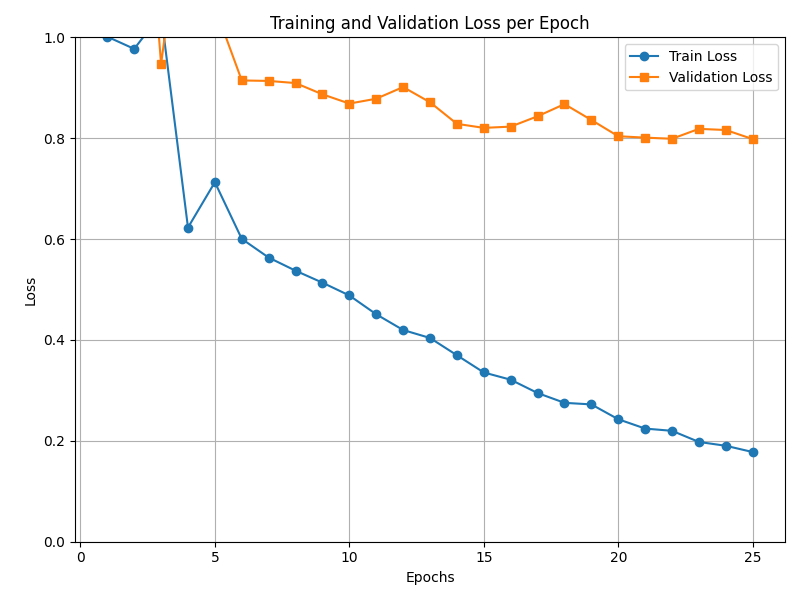 Training and Validation Loss per Epoch
Train Loss
Validation Loss
Loss
1.0
0.8
0.6
0.4
0.2
0.0
0 5 10 15 20 25
Epochs